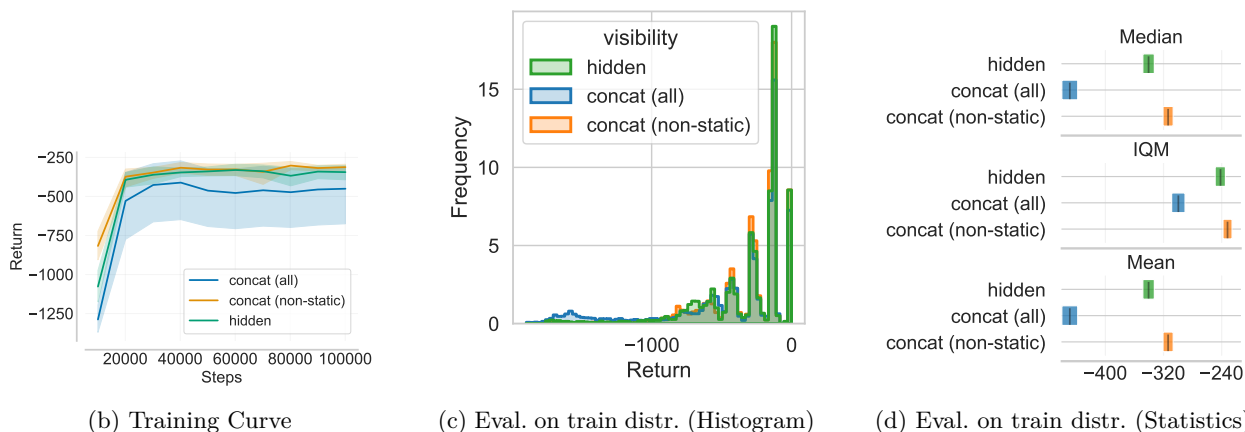 −250
−500
−750
−1000
−1250
Return
20000 40000 60000 80000 100000
Steps
concat (all)
concat (non-static)
hidden
(b) Training Curve
visibility
hidden
concat (all)
concat (non-static)
15
10
5
0
Frequency
−1000 0
Return
(c) Eval. on train distr. (Histogram)
Median
hidden
concat (all)
concat (non-static)
IQM
hidden
concat (all)
concat (non-static)
Mean
hidden
concat (all)
concat (non-static)
−400 −320 −240
(d) Eval. on train distr. (Statistics)